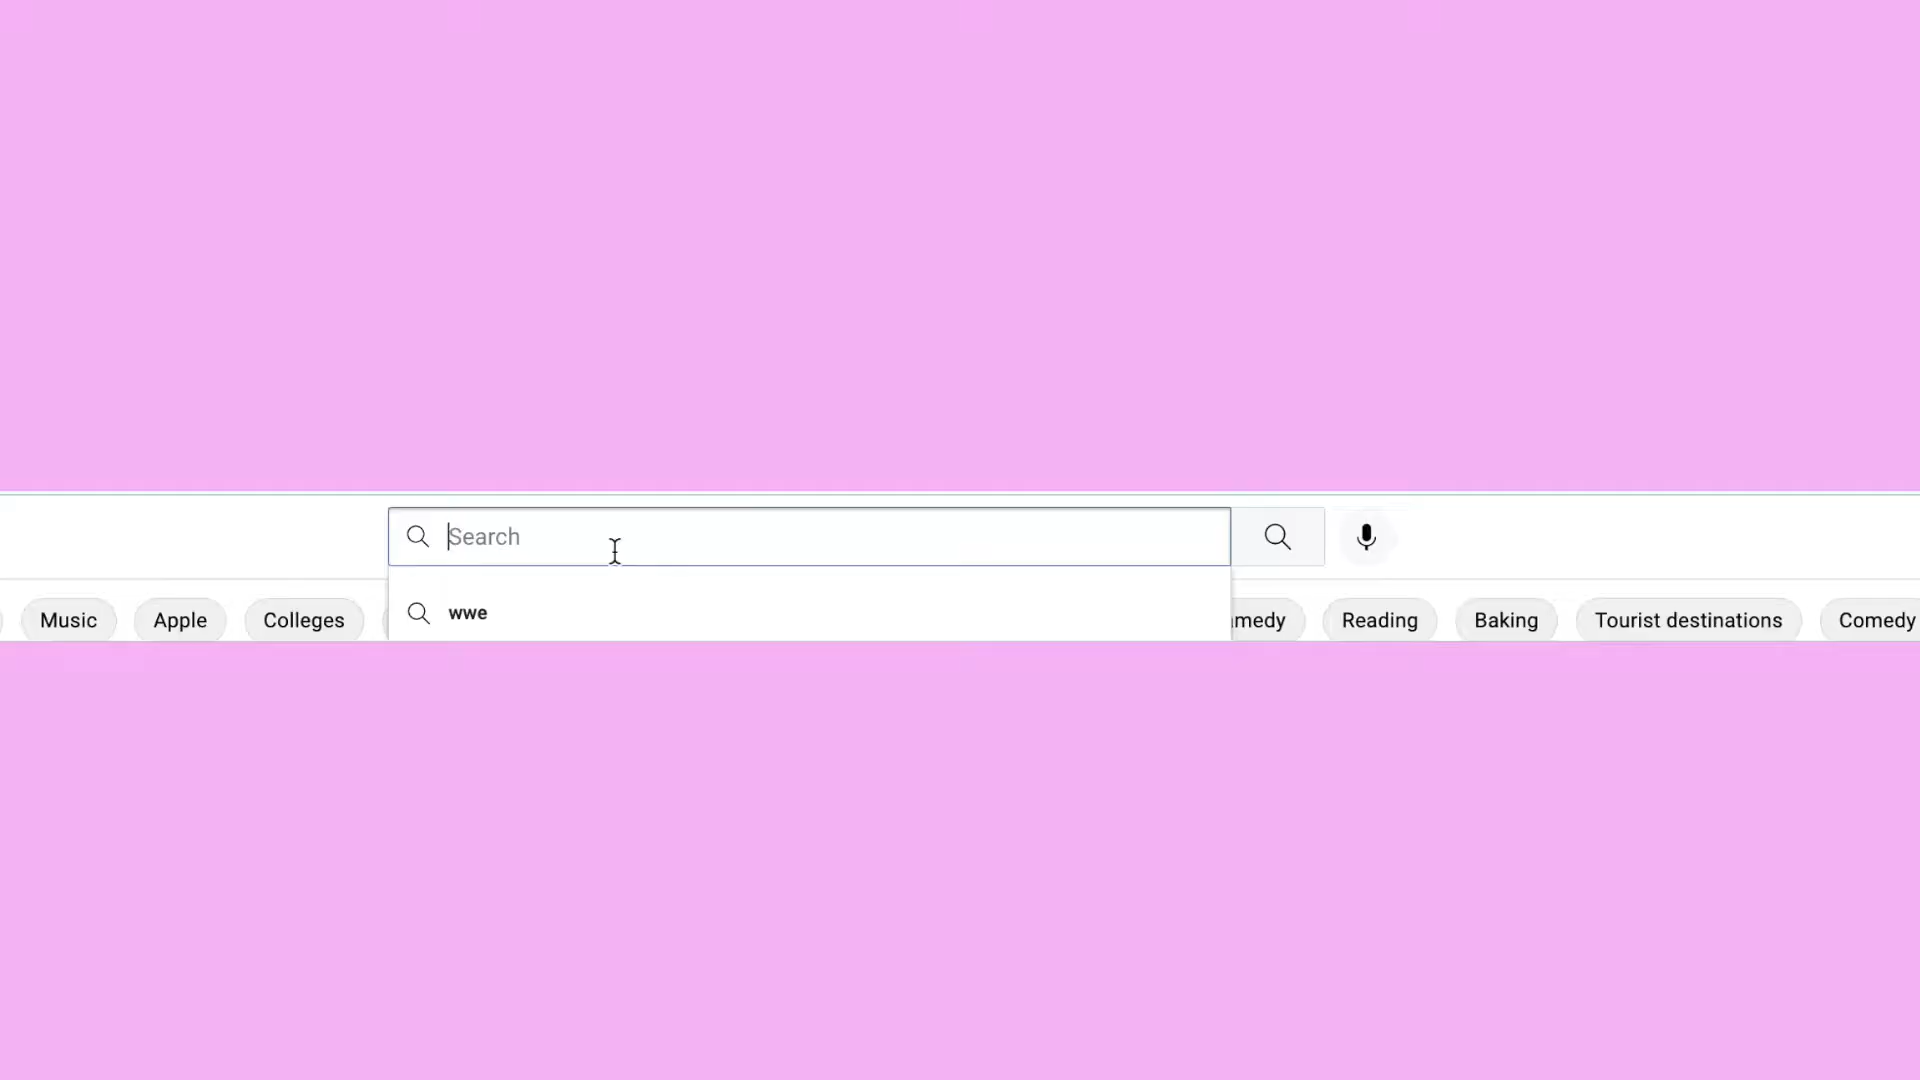 Search
wwe
Music Apple Colleges medy Reading Baking Tourist destinations Comedy